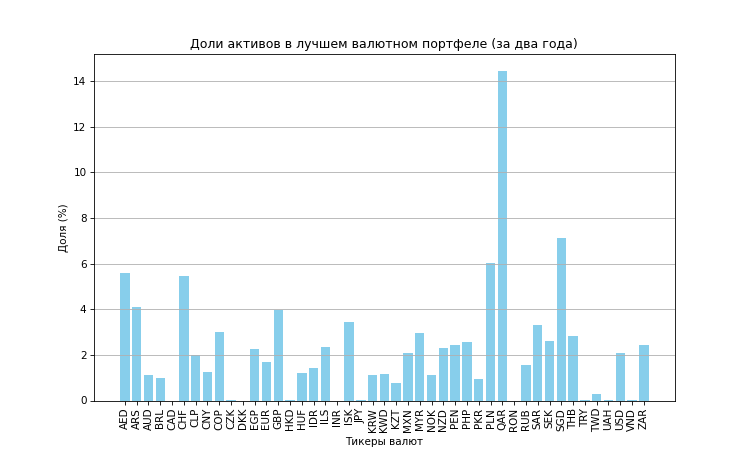 Доли активов в лучшем валютном портфеле (за два года)
Доля (%)
14
12
10
8
6
4
2
0
AED ARS AUD BRL CAD CHF CLP CNY COP CZK DKK EGP EUR GBP HKD HUF IDR ILS INR ISK JPY KRW KWD KZT MXN MYR NOK NZD PEN PHP PKR PLN QAR RON RUB SAR SEK SGD THB TRY TWD UAH USD VND ZAR
Тикеры валют